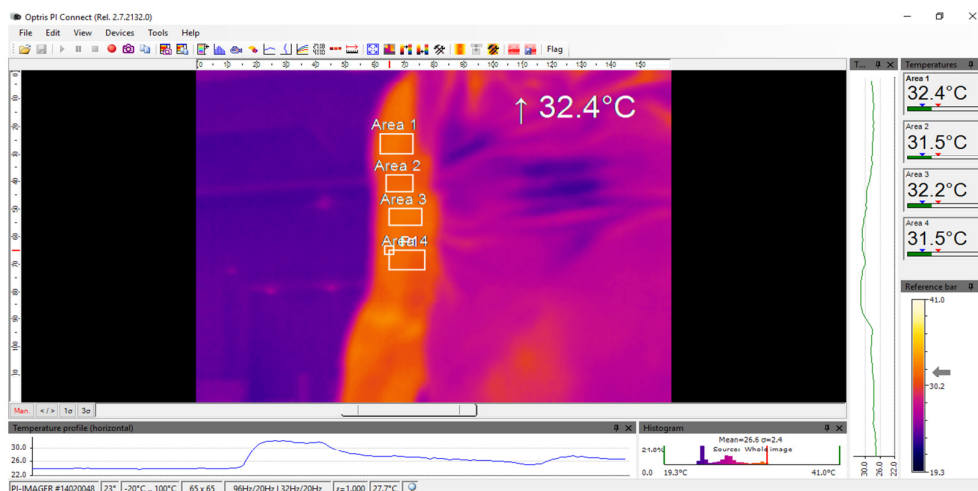 Optris PI Connect (Rel. 2.7.2132.0)
File Edit View Devices Tools Help
Flag
0 10 20 30 40 50 60 70 80 90 100 110 120 130 140 150
T...
Temperatures
Area 1
32.4°C
Area 2
31.5°C
Area 3
32.2°C
Area 4
31.5°C
↑ 32.4°C
Area 1
Area 2
Area 3
Reference bar
41.0
30.2
19.3
Man. </> 1σ 3σ
30.0
26.0
22.0
Temperature profile (horizontal)
30.0
26.0
22.0
Histogram
Mean=26.6 σ=2.4
Source: Whole image
21.8%
0.0 19.3°C 41.0°C
PI-IMAGER #14020048 23° -20°C .. 100°C 65 x 65 96Hz/20Hz | 32Hz/20Hz ε=1.000 27.7°C